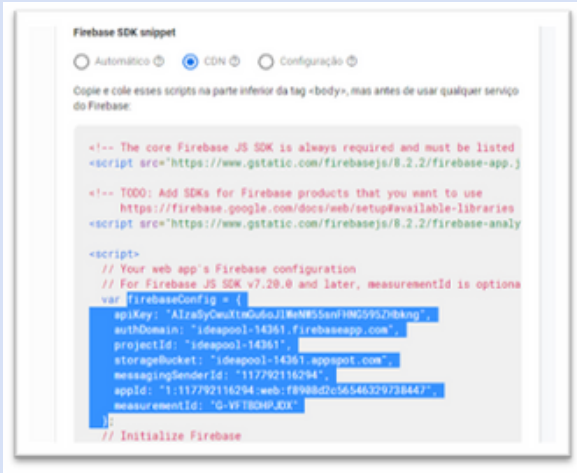 Firebase SDK snippet
Automático CDN Configuração
Copie e cole esses scripts na parte inferior da tag <body>, mas antes de usar qualquer serviço
do Firebase:
<!-- The core Firebase JS SDK is always required and must be listed
<script src="https://www.gstatic.com/firebasejs/8.2.2/firebase-app.j
<!-- TODO: Add SDKs for Firebase products that you want to use
https://firebase.google.com/docs/web/setup#available-libraries
<script src="https://www.gstatic.com/firebasejs/8.2.2/firebase-analy
<script>
// Your web app's Firebase configuration
// For Firebase JS SDK v7.20.0 and later, measurementId is optiona
var firebaseConfig = {
apiKey:
authDomain: "ideapool-14361.firebaseapp.com",
projectId: "ideapool-14361",
storageBucket: "ideapool-14361.appspot.com",
messagingSenderId: "117792116294",
appId: "1:117792116294:web:f8908d2c56546329738447",
measurementId: "G-VFTBDHPJDX"
};
// Initialize Firebase